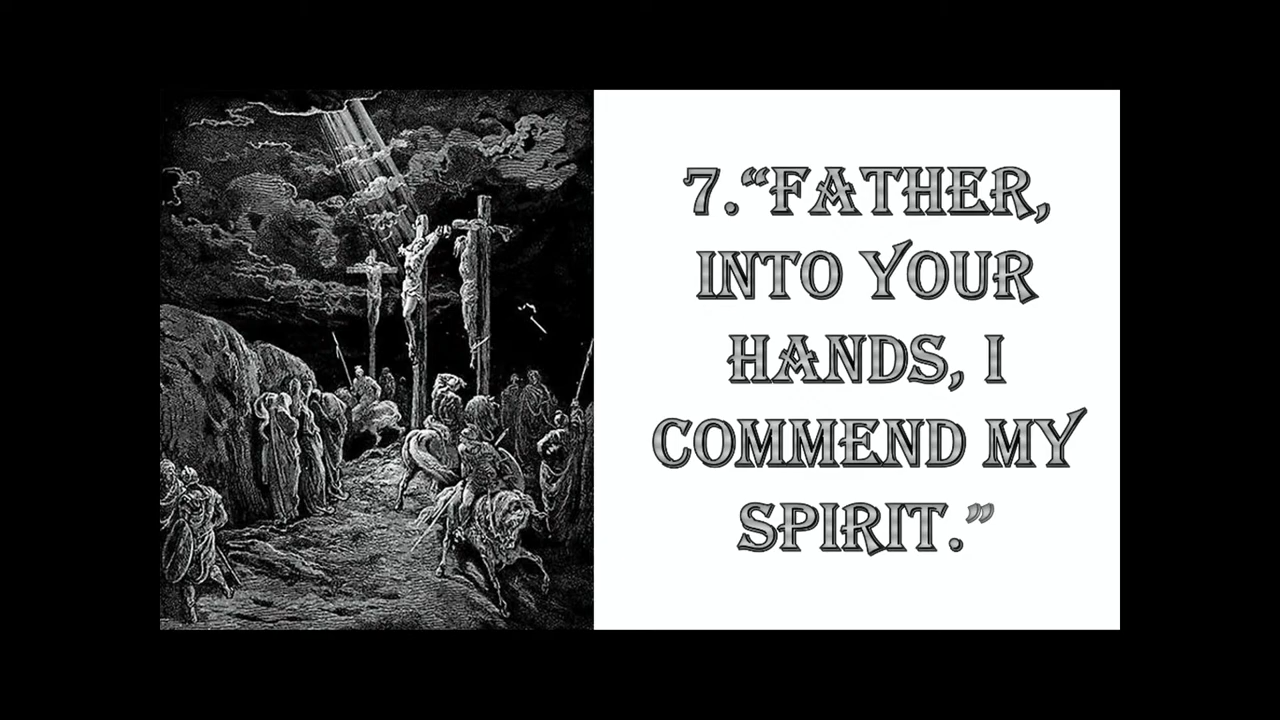 7.“FATHER,
INTO YOUR
HANDS, I
COMMEND MY
SPIRIT.”